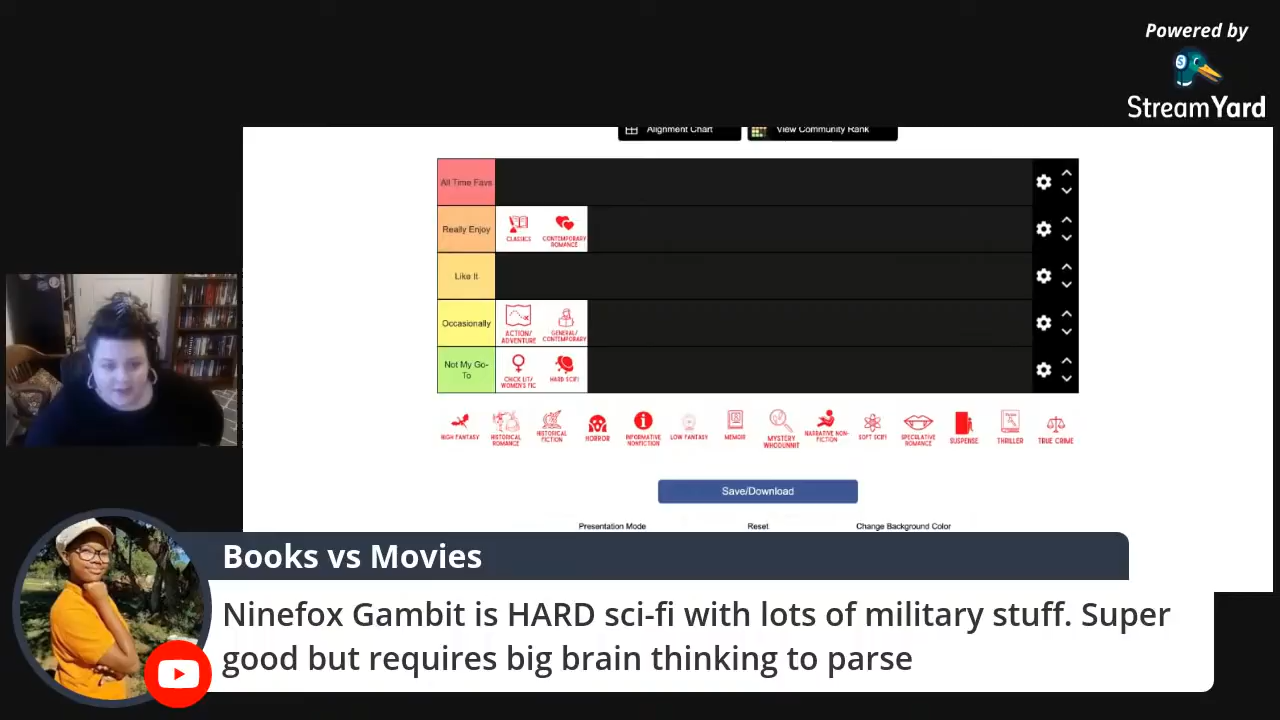 Powered by
StreamYard
Alignment Chart
View Community Rank
All Time Favs
Really Enjoy
CLASSICS
CONTEMPORARY
ROMANCE
Like It
Occasionally
ACTION/
ADVENTURE
GENERAL/
CONTEMPORARY
Not My Go-
To
CHICK LIT/
WOMEN'S FIC
HARD SCIFI
HIGH FANTASY
HISTORICAL
ROMANCE
HISTORICAL
FICTION
HORROR
INFORMATIVE
NONFICTION
LOW FANTASY
MEMOIR
MYSTERY
WHODUNNIT
NARRATIVE NON-
FICTION
SOFT SCIFI
SPECULATIVE
ROMANCE
SUSPENSE
THRILLER
TRUE CRIME
Save/Download
Presentation Mode
Reset
Change Background Color
Books vs Movies
Ninefox Gambit is HARD sci-fi with lots of military stuff. Super
good but requires big brain thinking to parse